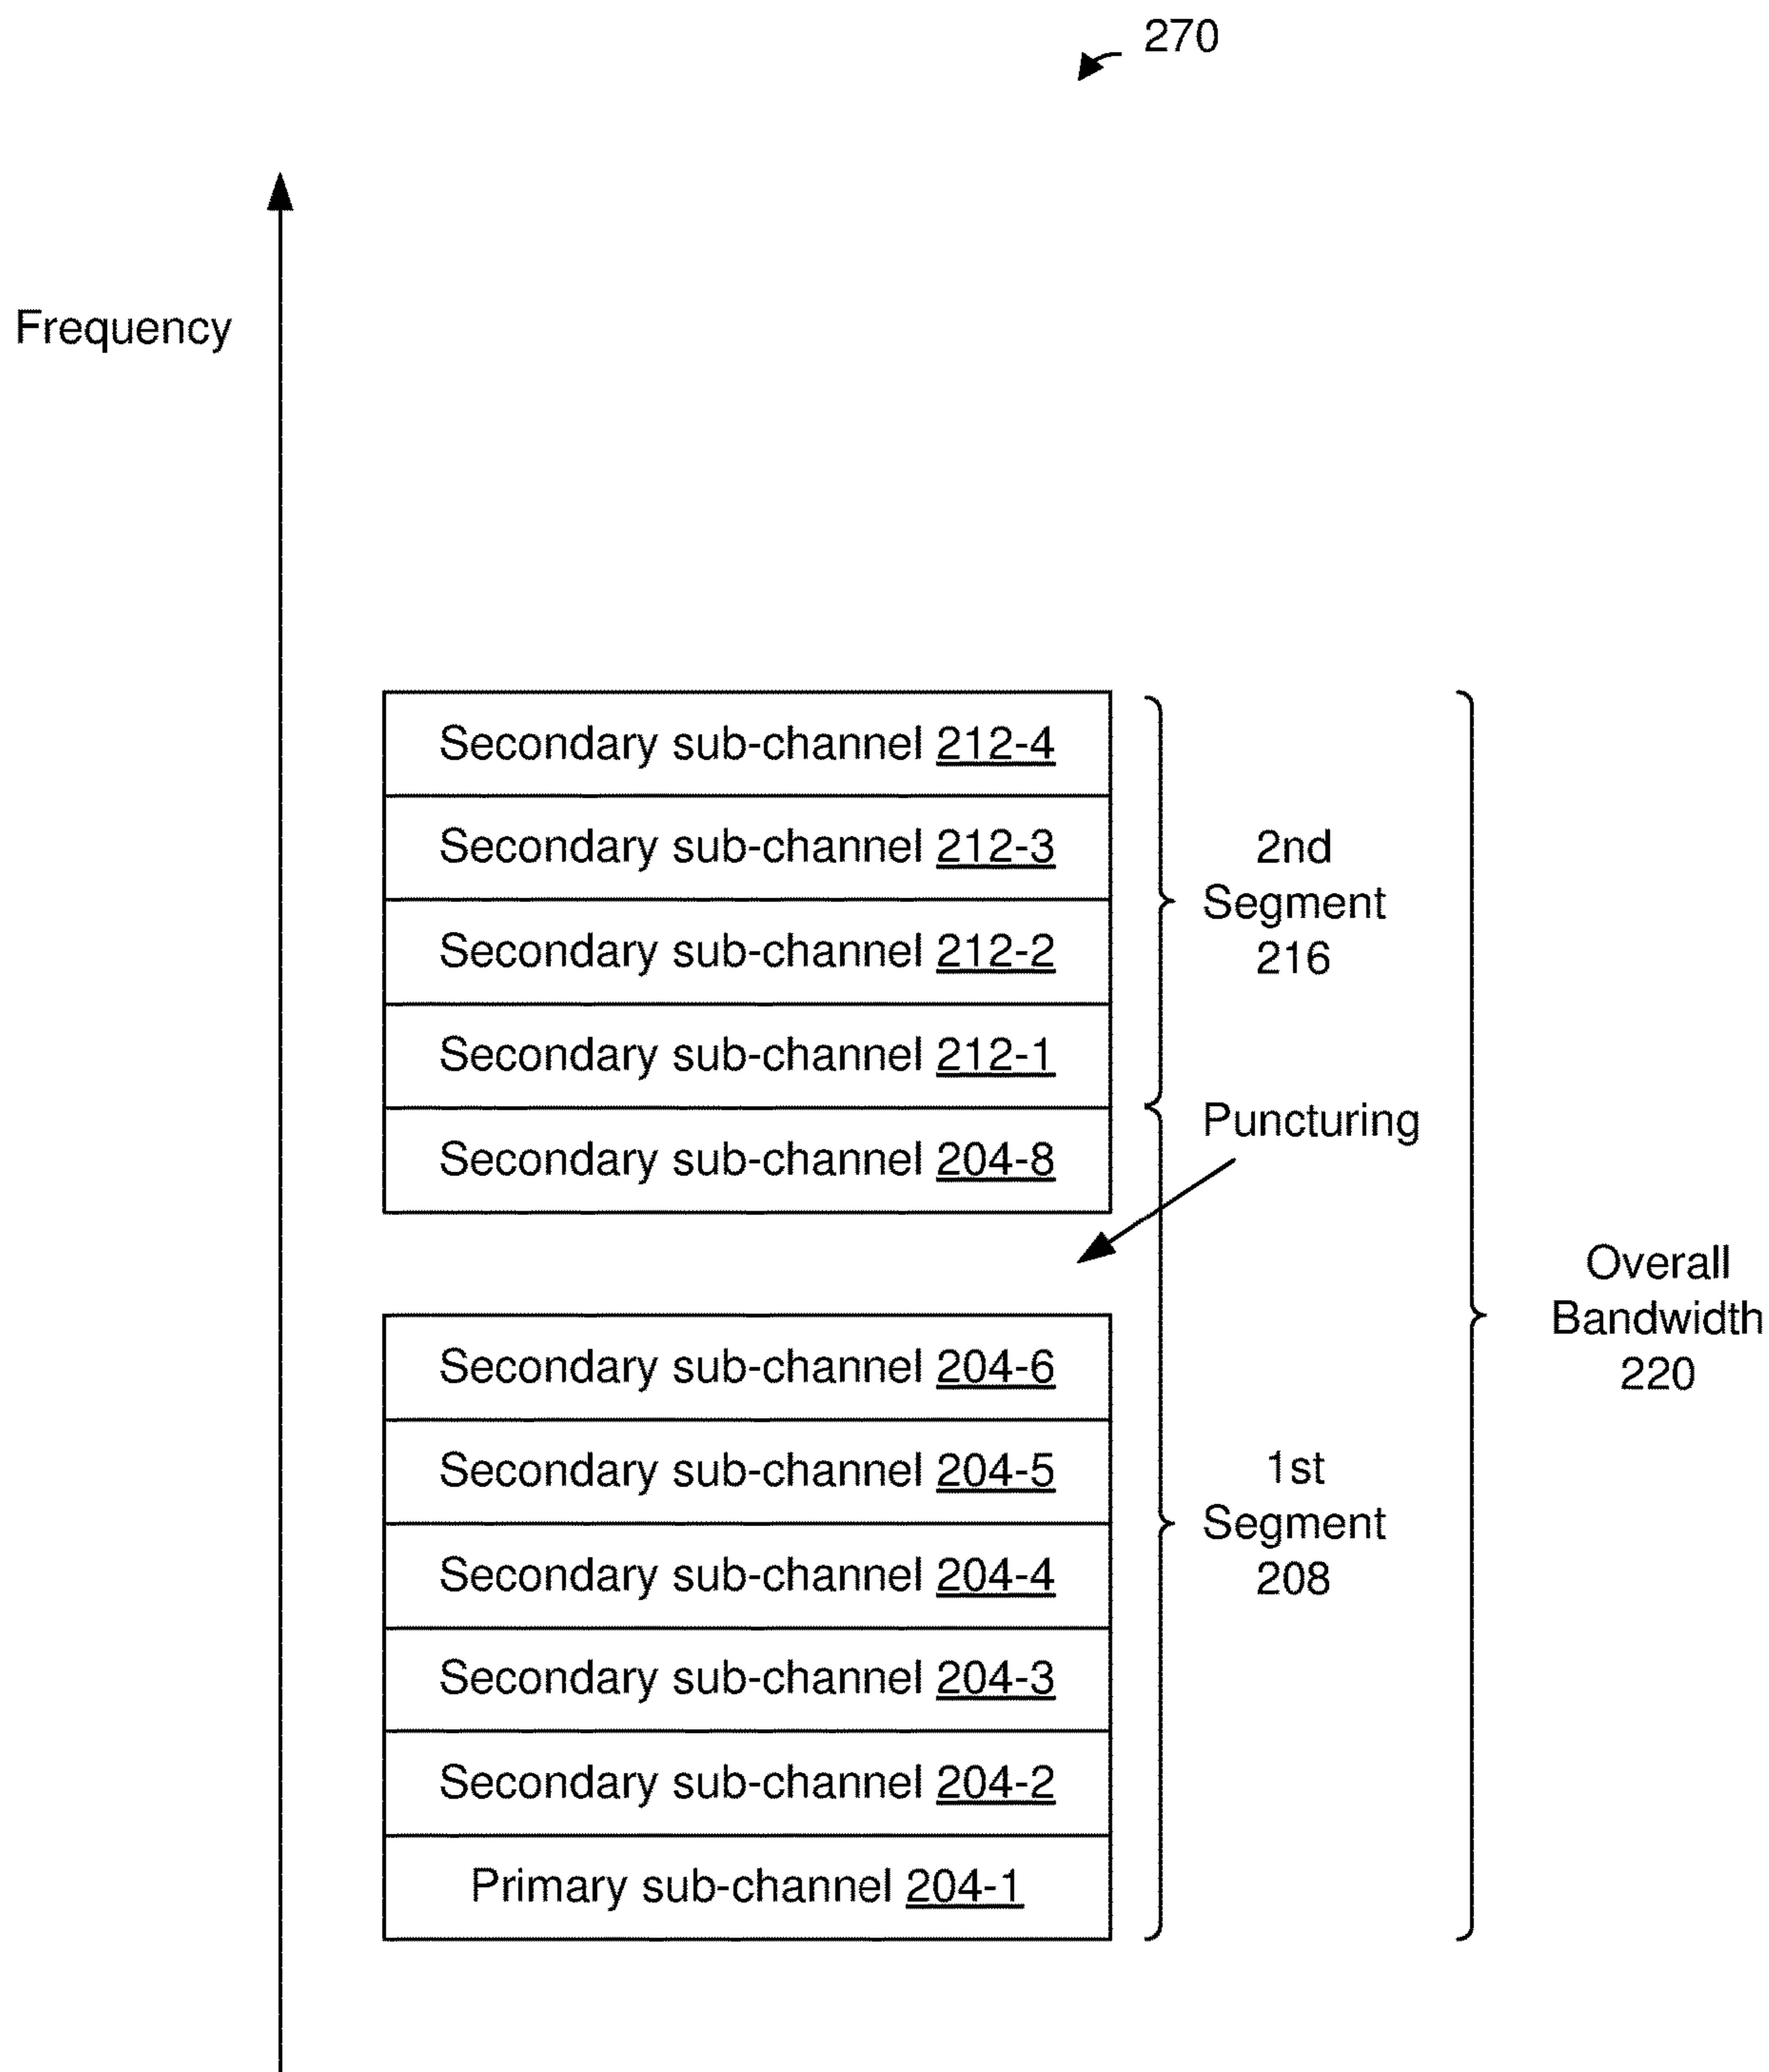 270
Frequency
Secondary sub-channel 212-4
Secondary sub-channel 212-3
Secondary sub-channel 212-2
Secondary sub-channel 212-1
Secondary sub-channel 204-8
2nd
Segment
216
Puncturing
Secondary sub-channel 204-6
Secondary sub-channel 204-5
Secondary sub-channel 204-4
Secondary sub-channel 204-3
Secondary sub-channel 204-2
Primary sub-channel 204-1
1st
Segment
208
Overall
Bandwidth
220